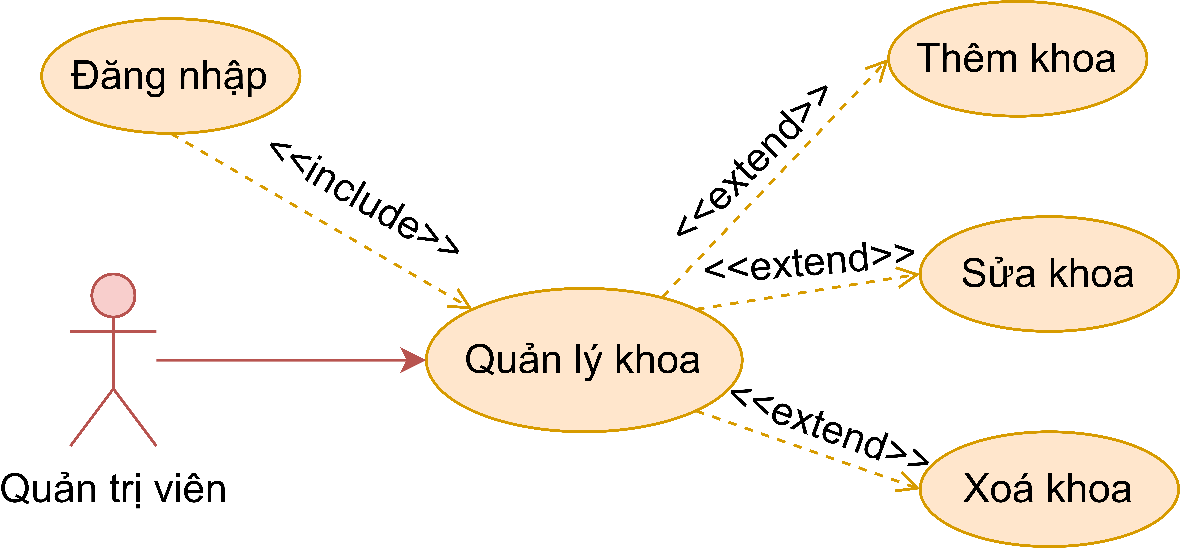 Đăng nhập
Thêm khoa
<<include>>
<<extend>>
<<extend>>
Sửa khoa
Quản lý khoa
<<extend>>
Xoá khoa
Quản trị viên